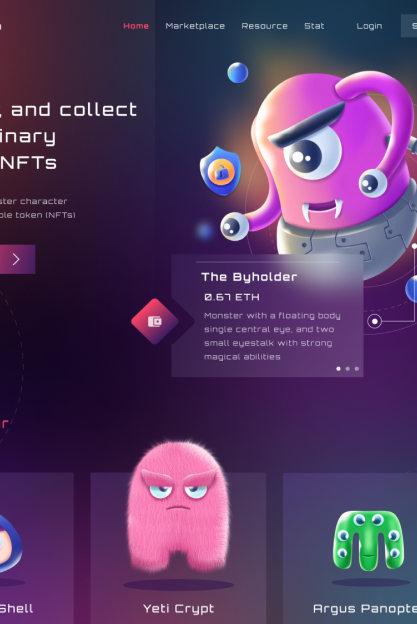 Home Marketplace Resource Stat Login S
, and collect
inary
NFTs
ster character
ble token (NFTs)
The Byholder
0.67 ETH
Monster with a floating body
single central eye, and two
small eyestalk with strong
magical abilities
r
Shell Yeti Crypt Argus Panopte